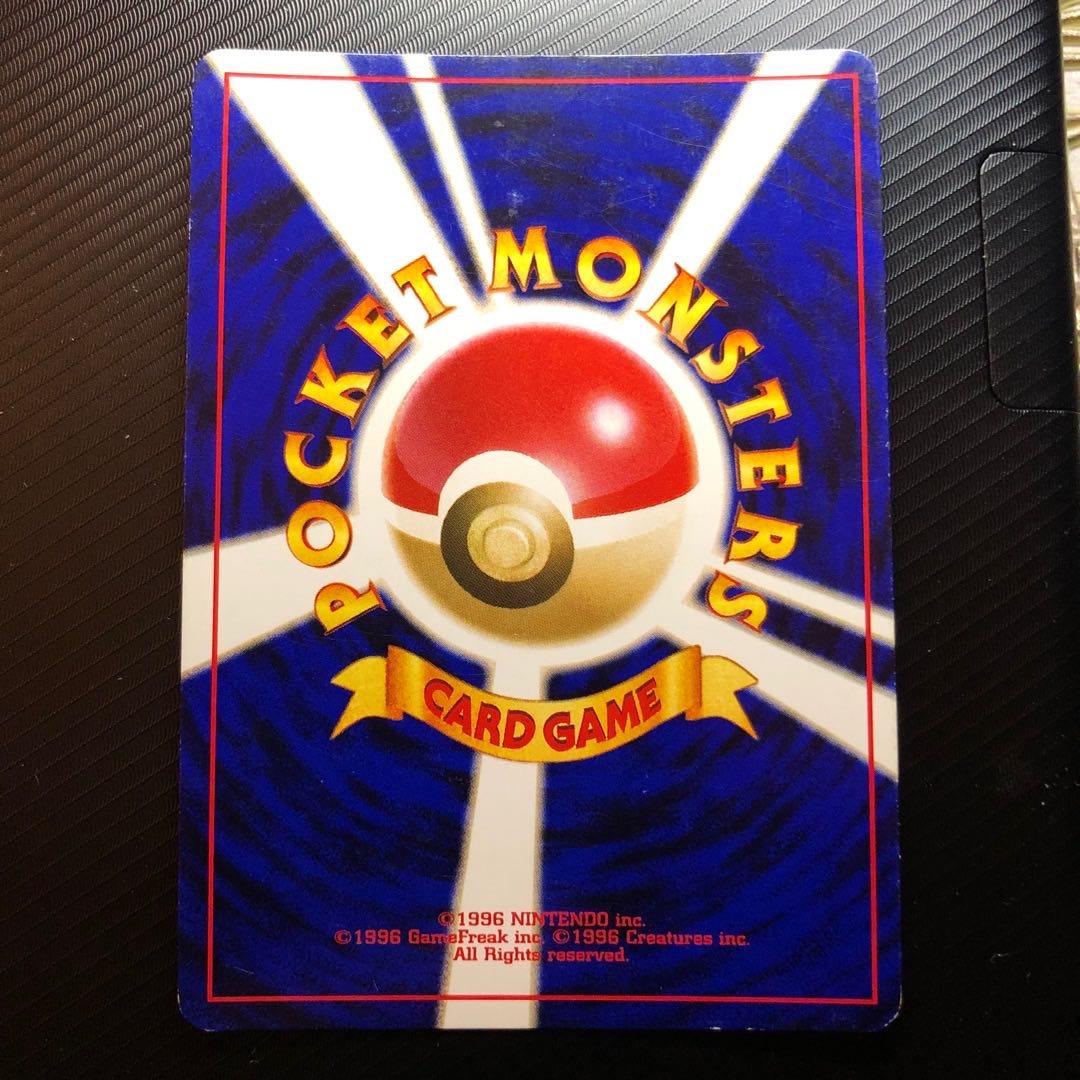 POCKET MONSTERS
CARD GAME
©1996 NINTENDO inc.
©1996 GameFreak inc. ©1996 Creatures inc.
All Rights reserved.